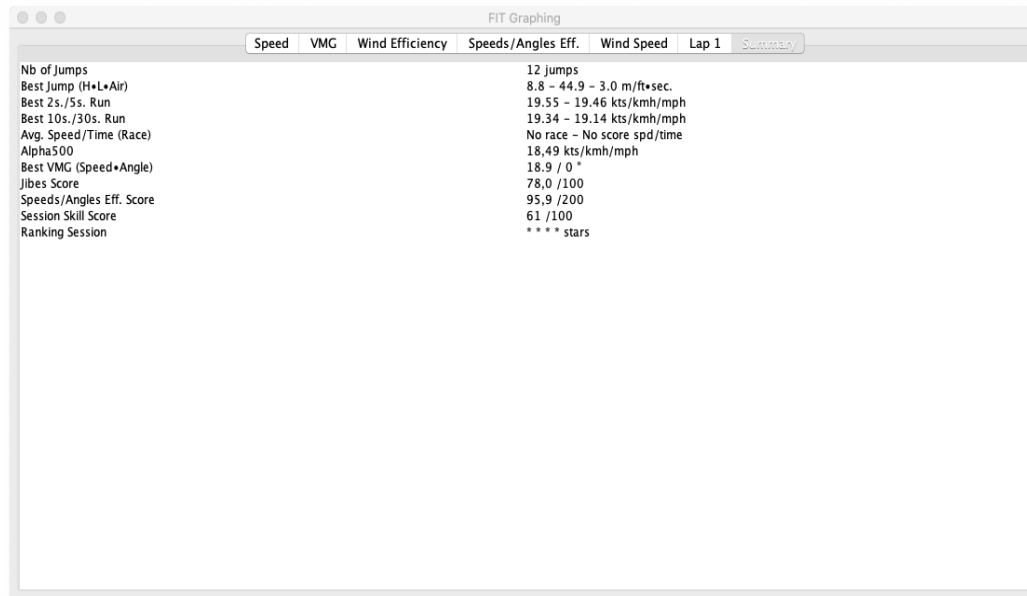 FIT Graphing
Speed VMG Wind Efficiency Speeds/Angles Eff. Wind Speed Lap 1 Summary
Nb of Jumps 12 jumps
Best Jump (H•L•Air) 8.8 – 44.9 – 3.0 m/ft•sec.
Best 2s./5s. Run 19.55 – 19.46 kts/kmh/mph
Best 10s./30s. Run 19.34 – 19.14 kts/kmh/mph
Avg. Speed/Time (Race) No race – No score spd/time
Alpha500 18,49 kts/kmh/mph
Best VMG (Speed•Angle) 18.9 / 0 °
Jibes Score 78,0 /100
Speeds/Angles Eff. Score 95,9 /200
Session Skill Score 61 /100
Ranking Session * * * * stars